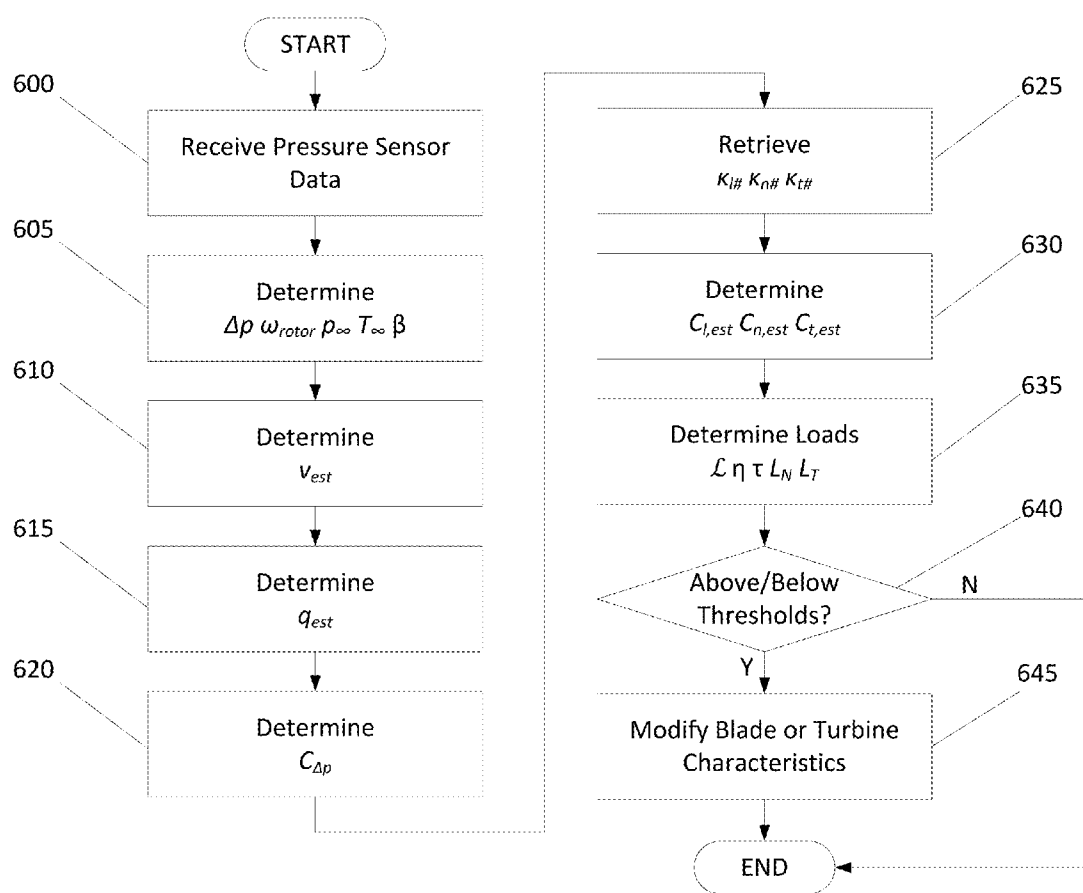 START
600
Receive Pressure Sensor
Data
605
Determine
Δp ω_rotor p_∞ T_∞ β
610
Determine
v_est
615
Determine
q_est
620
Determine
C_Δp
625
Retrieve
κ_l# κ_n# κ_t#
630
Determine
C_l,est C_n,est C_t,est
635
Determine Loads
ℒ η τ L_N L_T
640
Above/Below
Thresholds?
N
Y
645
Modify Blade or Turbine
Characteristics
END